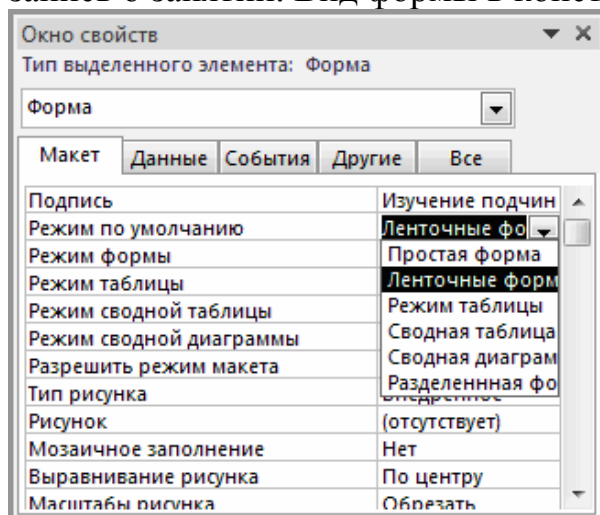 Окно свойств
Тип выделенного элемента: Форма
Форма
Макет Данные События Другие Все
Подпись Изучение подчин
Режим по умолчанию Ленточные фо
Режим формы Простая форма
Ленточные форм
Режим таблицы Режим таблицы
Режим сводной таблицы Сводная таблица
Режим сводной диаграммы Сводная диаграм
Разрешить режим макета Разделеннная фо
Тип рисунка Внедренное
Рисунок (отсутствует)
Мозаичное заполнение Нет
Выравнивание рисунка По центру
Масштабы рисунка Обрезать